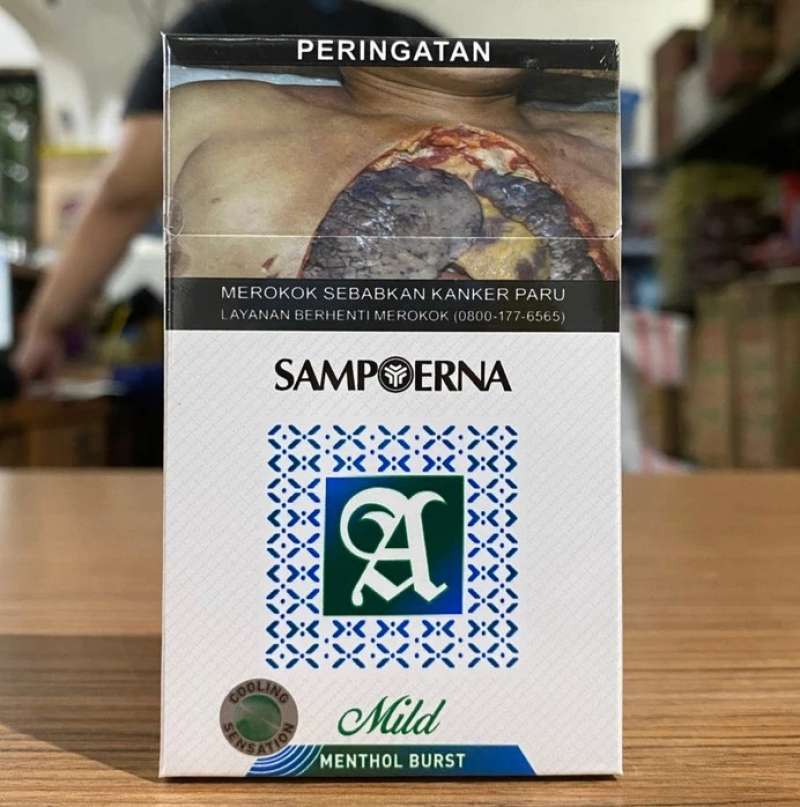 PERINGATAN
MEROKOK SEBABKAN KANKER PARU
LAYANAN BERHENTI MEROKOK (0800-177-6565)
SAMPOERNA
A
COOLING SENSATION
Mild
MENTHOL BURST